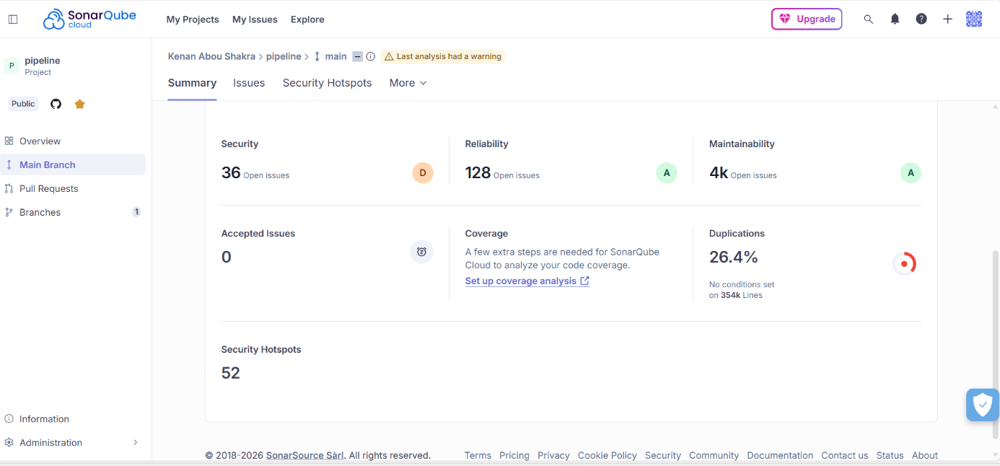 SonarQube cloud
My Projects My Issues Explore
Upgrade
P pipeline
Project
Public
Overview
Main Branch
Pull Requests
Branches 1
Information
Administration
Kenan Abou Shakra > pipeline > main Last analysis had a warning
Summary Issues Security Hotspots More
Security
36 Open issues D
Reliability
128 Open issues A
Maintainability
4k Open issues A
Accepted Issues
0
Coverage
A few extra steps are needed for SonarQube
Cloud to analyze your code coverage.
Set up coverage analysis
Duplications
26.4%
No conditions set
on 354k Lines
Security Hotspots
52
© 2018-2026 SonarSource Sàrl. All rights reserved.
Terms Pricing Privacy Cookie Policy Security Community Documentation Contact us Status About